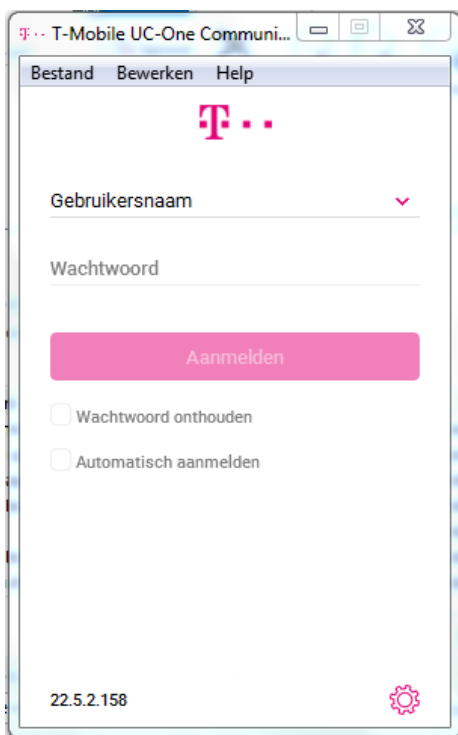 T-Mobile UC-One Communi...
Bestand Bewerken Help
T
Gebruikersnaam
Wachtwoord
Aanmelden
Wachtwoord onthouden
Automatisch aanmelden
22.5.2.158